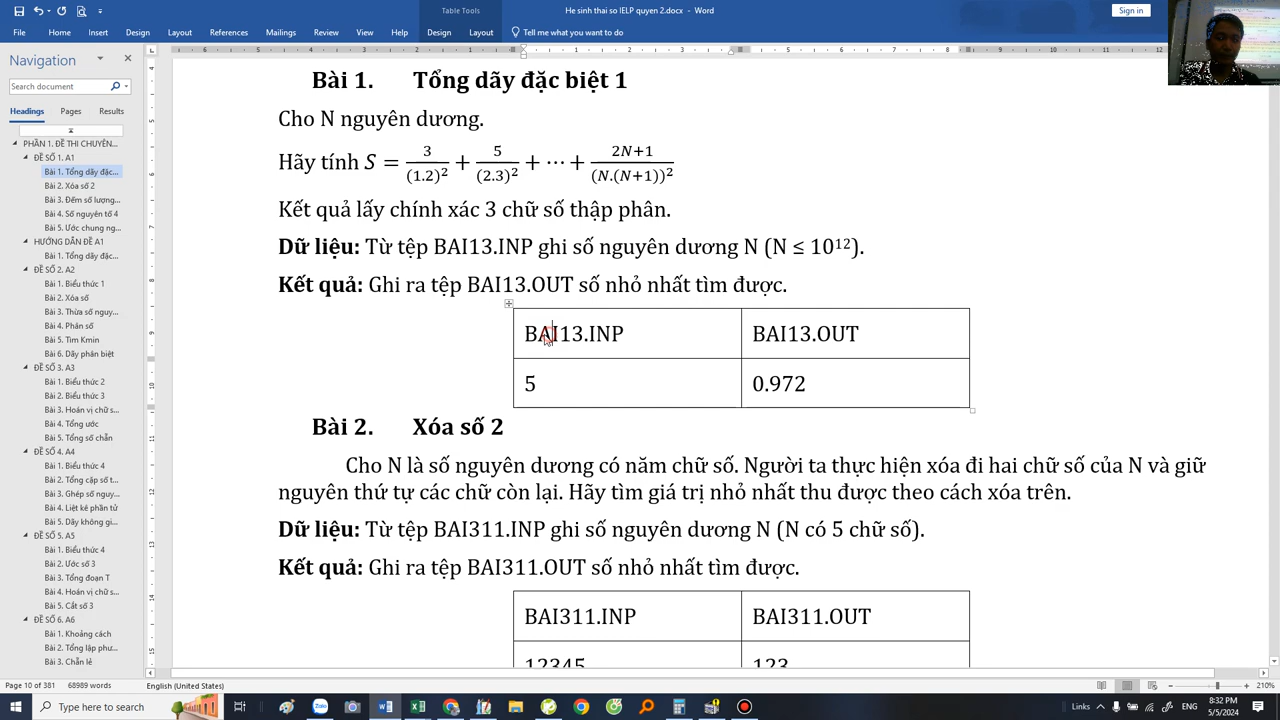 Table Tools
He sinh thai so IELP quyen 2.docx - Word
Sign in
File Home Insert Draw Design Layout References Mailings Review View Help Design Layout Tell me what you want to do
Navigation
Search document
Headings Pages Results
PHẦN 1. ĐỀ THI CHUYÊN...
ĐỀ SỐ 1. A1
Bài 1. Tổng dãy đặc...
Bài 2. Xóa số 2
Bài 3. Đếm số lượng...
Bài 4. Số nguyên tố 4
Bài 5. Ước chung ng...
HƯỚNG DẪN ĐỀ A1
Bài 1. Tổng dãy đặc...
ĐỀ SỐ 2. A2
Bài 1. Biểu thức 1
Bài 2. Xóa số
Bài 3. Thừa số nguy...
Bài 4. Phân số
Bài 5. Tìm Kmin
Bài 6. Dãy phân biệt
ĐỀ SỐ 3. A3
Bài 1. Biểu thức 2
Bài 2. Biểu thức 3
Bài 3. Hoán vị chữ s...
Bài 4. Tổng ước
Bài 5. Tổng số chẵn
ĐỀ SỐ 4. A4
Bài 1. Biểu thức 4
Bài 2. Tổng cặp số t...
Bài 3. Ghép số nguy...
Bài 4. Liệt kê phần tử
Bài 5. Dãy không gi...
ĐỀ SỐ 5. A5
Bài 1. Biểu thức 4
Bài 2. Ước số 3
Bài 3. Tổng đoạn T
Bài 4. Hoán vị chữ s...
Bài 5. Cắt số 3
ĐỀ SỐ 6. A6
Bài 1. Khoảng cách
Bài 2. Tổng lập phư...
Bài 3. Chẵn lẻ
Bài 1. Tổng dãy đặc biệt 1
Cho N nguyên dương.
Hãy tính S = 3/(1.2)² + 5/(2.3)² + ⋯ + (2N+1)/(N.(N+1))²
Kết quả lấy chính xác 3 chữ số thập phân.
Dữ liệu: Từ tệp BAI13.INP ghi số nguyên dương N (N ≤ 10¹²).
Kết quả: Ghi ra tệp BAI13.OUT số nhỏ nhất tìm được.
BAI13.INP BAI13.OUT
5 0.972
Bài 2. Xóa số 2
Cho N là số nguyên dương có năm chữ số. Người ta thực hiện xóa đi hai chữ số của N và giữ
nguyên thứ tự các chữ còn lại. Hãy tìm giá trị nhỏ nhất thu được theo cách xóa trên.
Dữ liệu: Từ tệp BAI311.INP ghi số nguyên dương N (N có 5 chữ số).
Kết quả: Ghi ra tệp BAI311.OUT số nhỏ nhất tìm được.
BAI311.INP BAI311.OUT
12345 123
Page 10 of 381 68989 words English (United States) 210%
Type here to search Zalo Links 8:32 PM
5/5/2024